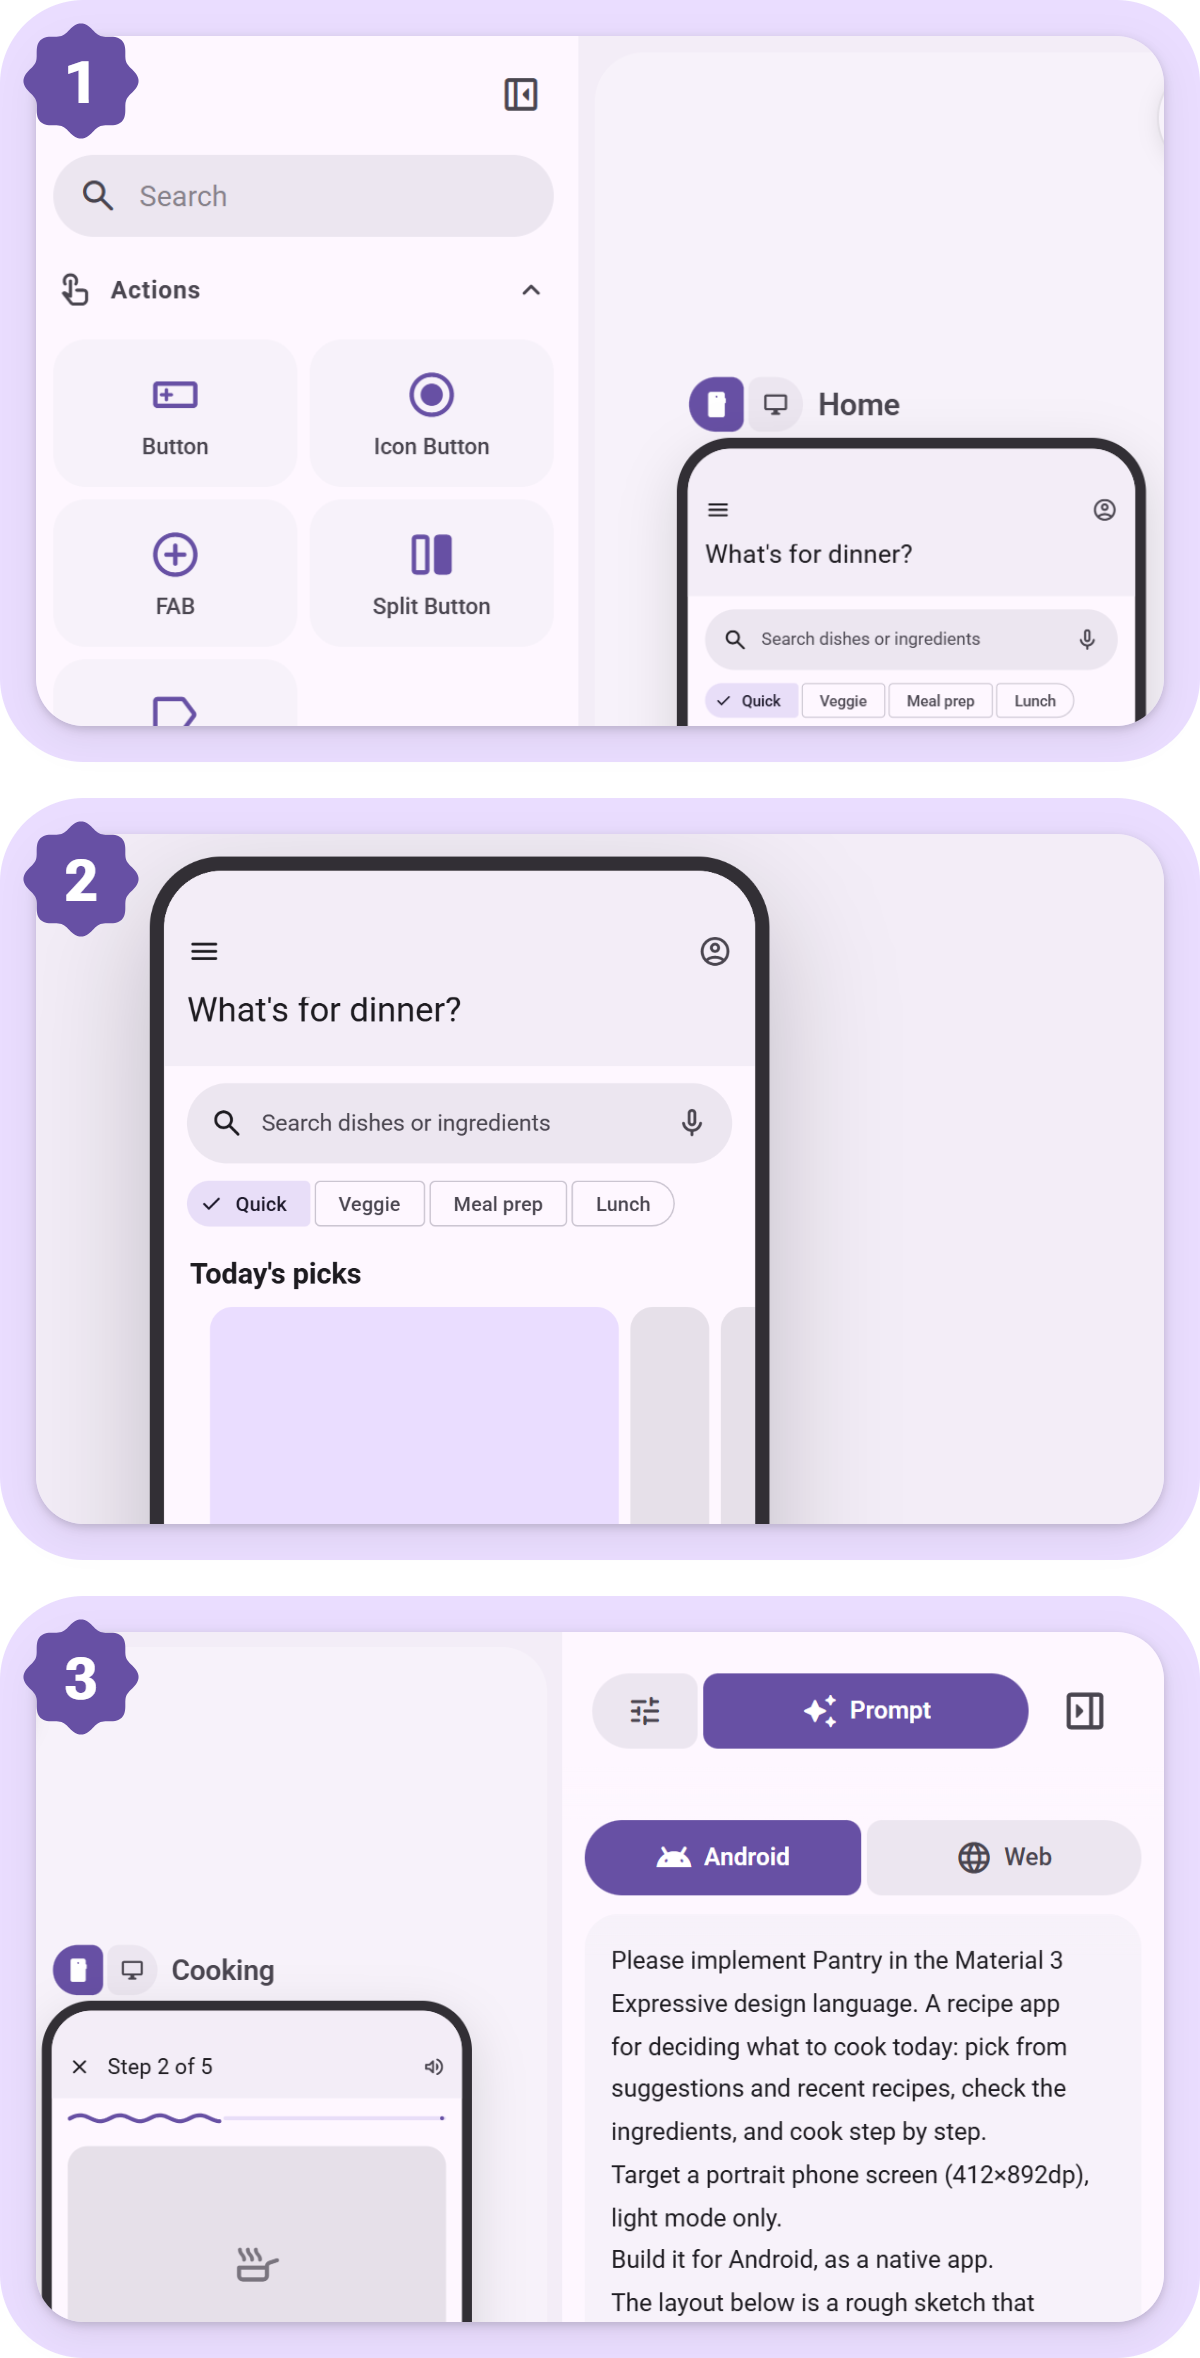 1
Search
Actions
Button
Icon Button
FAB
Split Button
Home
What's for dinner?
Search dishes or ingredients
Quick
Veggie
Meal prep
Lunch
2
What's for dinner?
Search dishes or ingredients
Quick
Veggie
Meal prep
Lunch
Today's picks
3
Cooking
Step 2 of 5
Prompt
Android
Web
Please implement Pantry in the Material 3
Expressive design language. A recipe app
for deciding what to cook today: pick from
suggestions and recent recipes, check the
ingredients, and cook step by step.
Target a portrait phone screen (412×892dp),
light mode only.
Build it for Android, as a native app.
The layout below is a rough sketch that